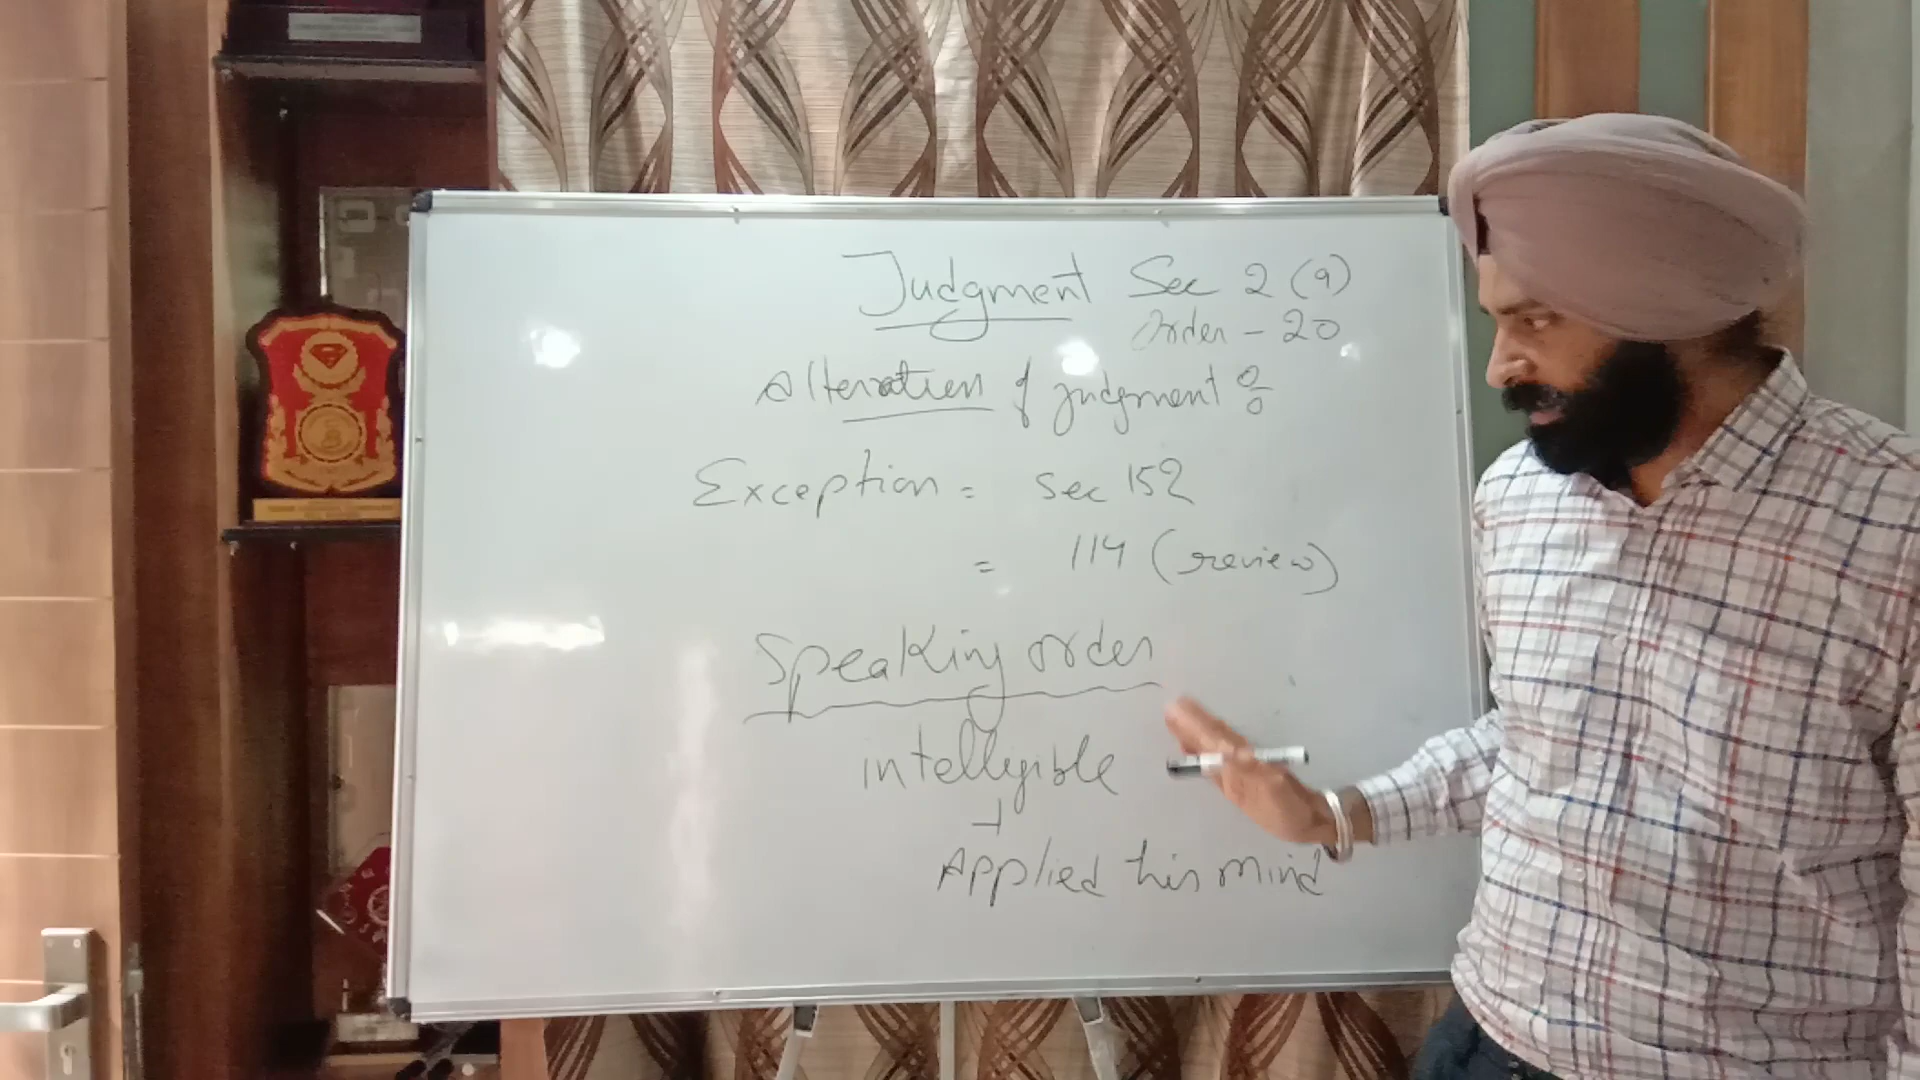 Judgment Sec 2 (9)
Order - 20
Alteration of judgment :
Exception = Sec 152
= 114 (review)
Speaking order
intelligible
+
Applied his mind